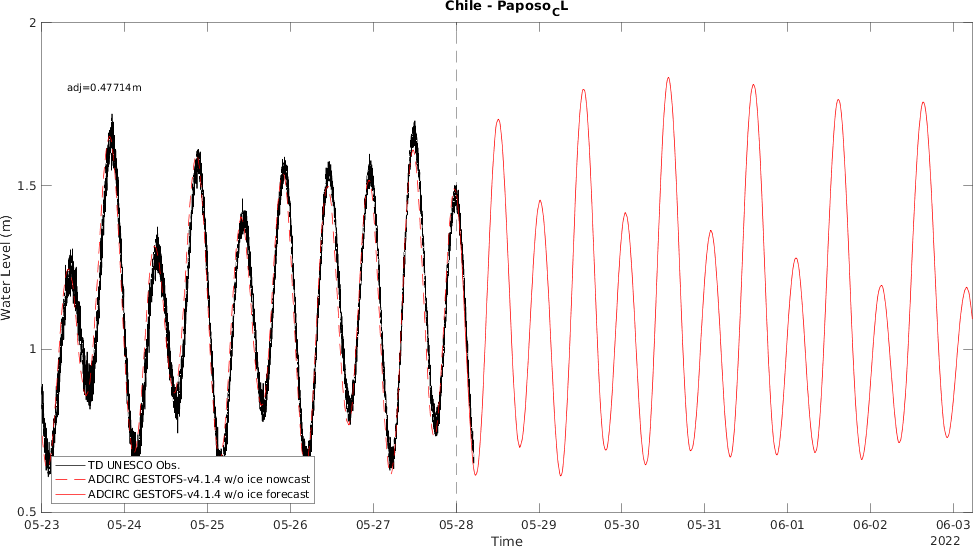 Chile - PaposoCL
2
adj=0.47714m
1.5
Water Level (m)
1
TD UNESCO Obs.
ADCIRC GESTOFS-v4.1.4 w/o ice nowcast
ADCIRC GESTOFS-v4.1.4 w/o ice forecast
0.5
05-23 05-24 05-25 05-26 05-27 05-28 05-29 05-30 05-31 06-01 06-02 06-03
Time
2022